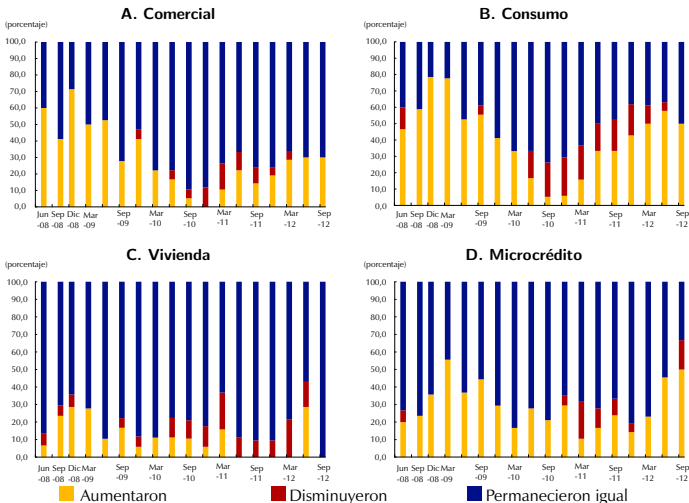 A. Comercial
(porcentaje)
100,0
90,0
80,0
70,0
60,0
50,0
40,0
30,0
20,0
10,0
0,0
Jun Sep Dic Mar Sep Mar Sep Mar Sep Mar Sep
-08 -08 -08 -09 -09 -10 -10 -11 -11 -12 -12
B. Consumo
(porcentaje)
100,0
90,0
80,0
70,0
60,0
50,0
40,0
30,0
20,0
10,0
0,0
Jun Sep Dic Mar Sep Mar Sep Mar Sep Mar Sep
-08 -08 -08 -09 -09 -10 -10 -11 -11 -12 -12
C. Vivienda
(porcentaje)
100,0
90,0
80,0
70,0
60,0
50,0
40,0
30,0
20,0
10,0
0,0
Jun Sep Dic Mar Sep Mar Sep Mar Sep Mar Sep
-08 -08 -08 -09 -09 -10 -10 -11 -11 -12 -12
D. Microcrédito
(porcentaje)
100,0
90,0
80,0
70,0
60,0
50,0
40,0
30,0
20,0
10,0
0,0
Jun Sep Dic Mar Sep Mar Sep Mar Sep Mar Sep
-08 -08 -08 -09 -09 -10 -10 -11 -11 -12 -12
Aumentaron Disminuyeron Permanecieron igual